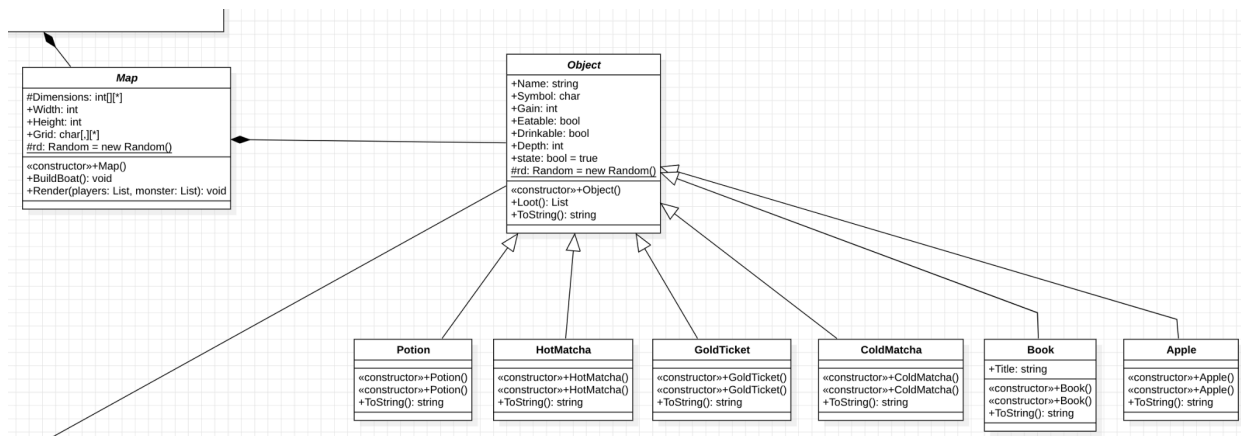 Map
#Dimensions: int[][*]
+Width: int
+Height: int
+Grid: char[,][*]
#rd: Random = new Random()
«constructor»+Map()
+BuildBoat(): void
+Render(players: List, monster: List): void
Object
+Name: string
+Symbol: char
+Gain: int
+Eatable: bool
+Drinkable: bool
+Depth: int
+state: bool = true
#rd: Random = new Random()
«constructor»+Object()
+Loot(): List
+ToString(): string
Potion
«constructor»+Potion()
«constructor»+Potion()
+ToString(): string
HotMatcha
«constructor»+HotMatcha()
«constructor»+HotMatcha()
+ToString(): string
GoldTicket
«constructor»+GoldTicket()
«constructor»+GoldTicket()
+ToString(): string
ColdMatcha
«constructor»+ColdMatcha()
«constructor»+ColdMatcha()
+ToString(): string
Book
+Title: string
«constructor»+Book()
«constructor»+Book()
+ToString(): string
Apple
«constructor»+Apple()
«constructor»+Apple()
+ToString(): string